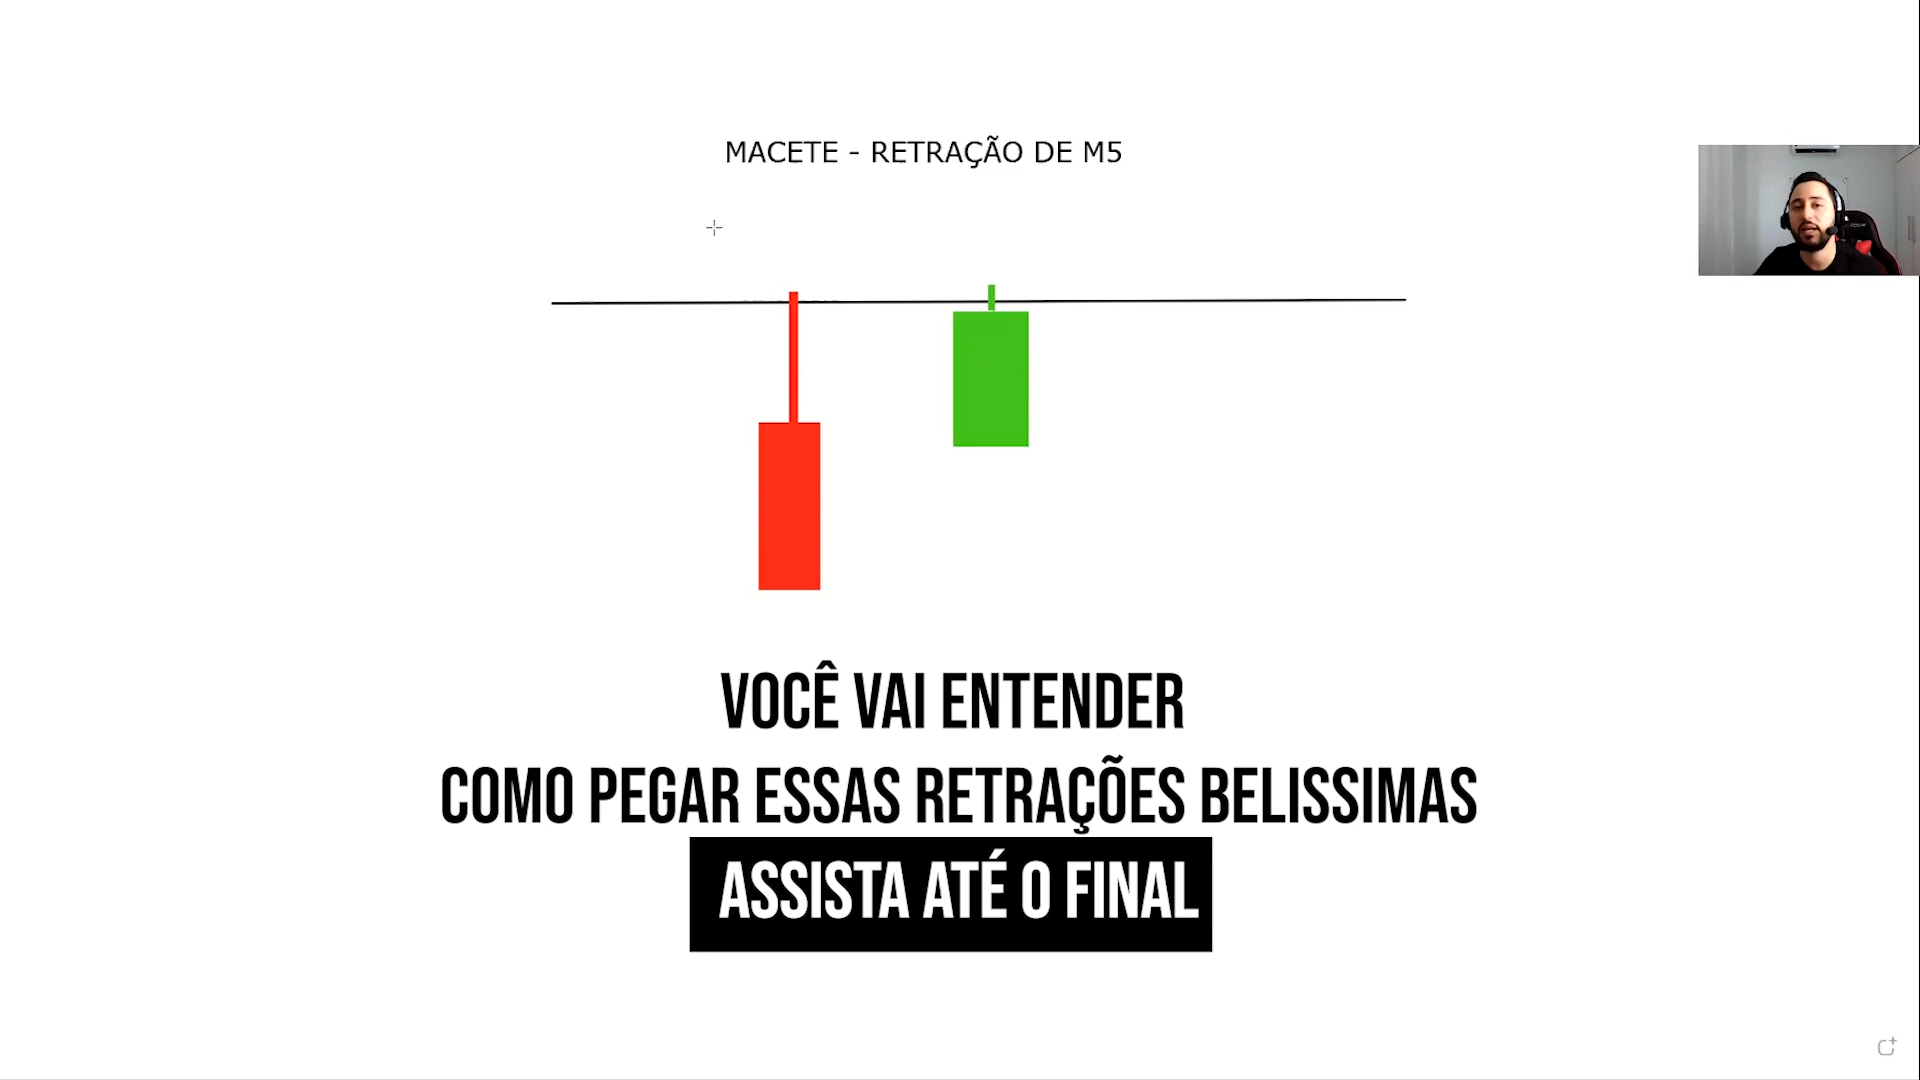 MACETE - RETRAÇÃO DE M5
VOCÊ VAI ENTENDER
COMO PEGAR ESSAS RETRAÇÕES BELISSIMAS
ASSISTA ATÉ O FINAL